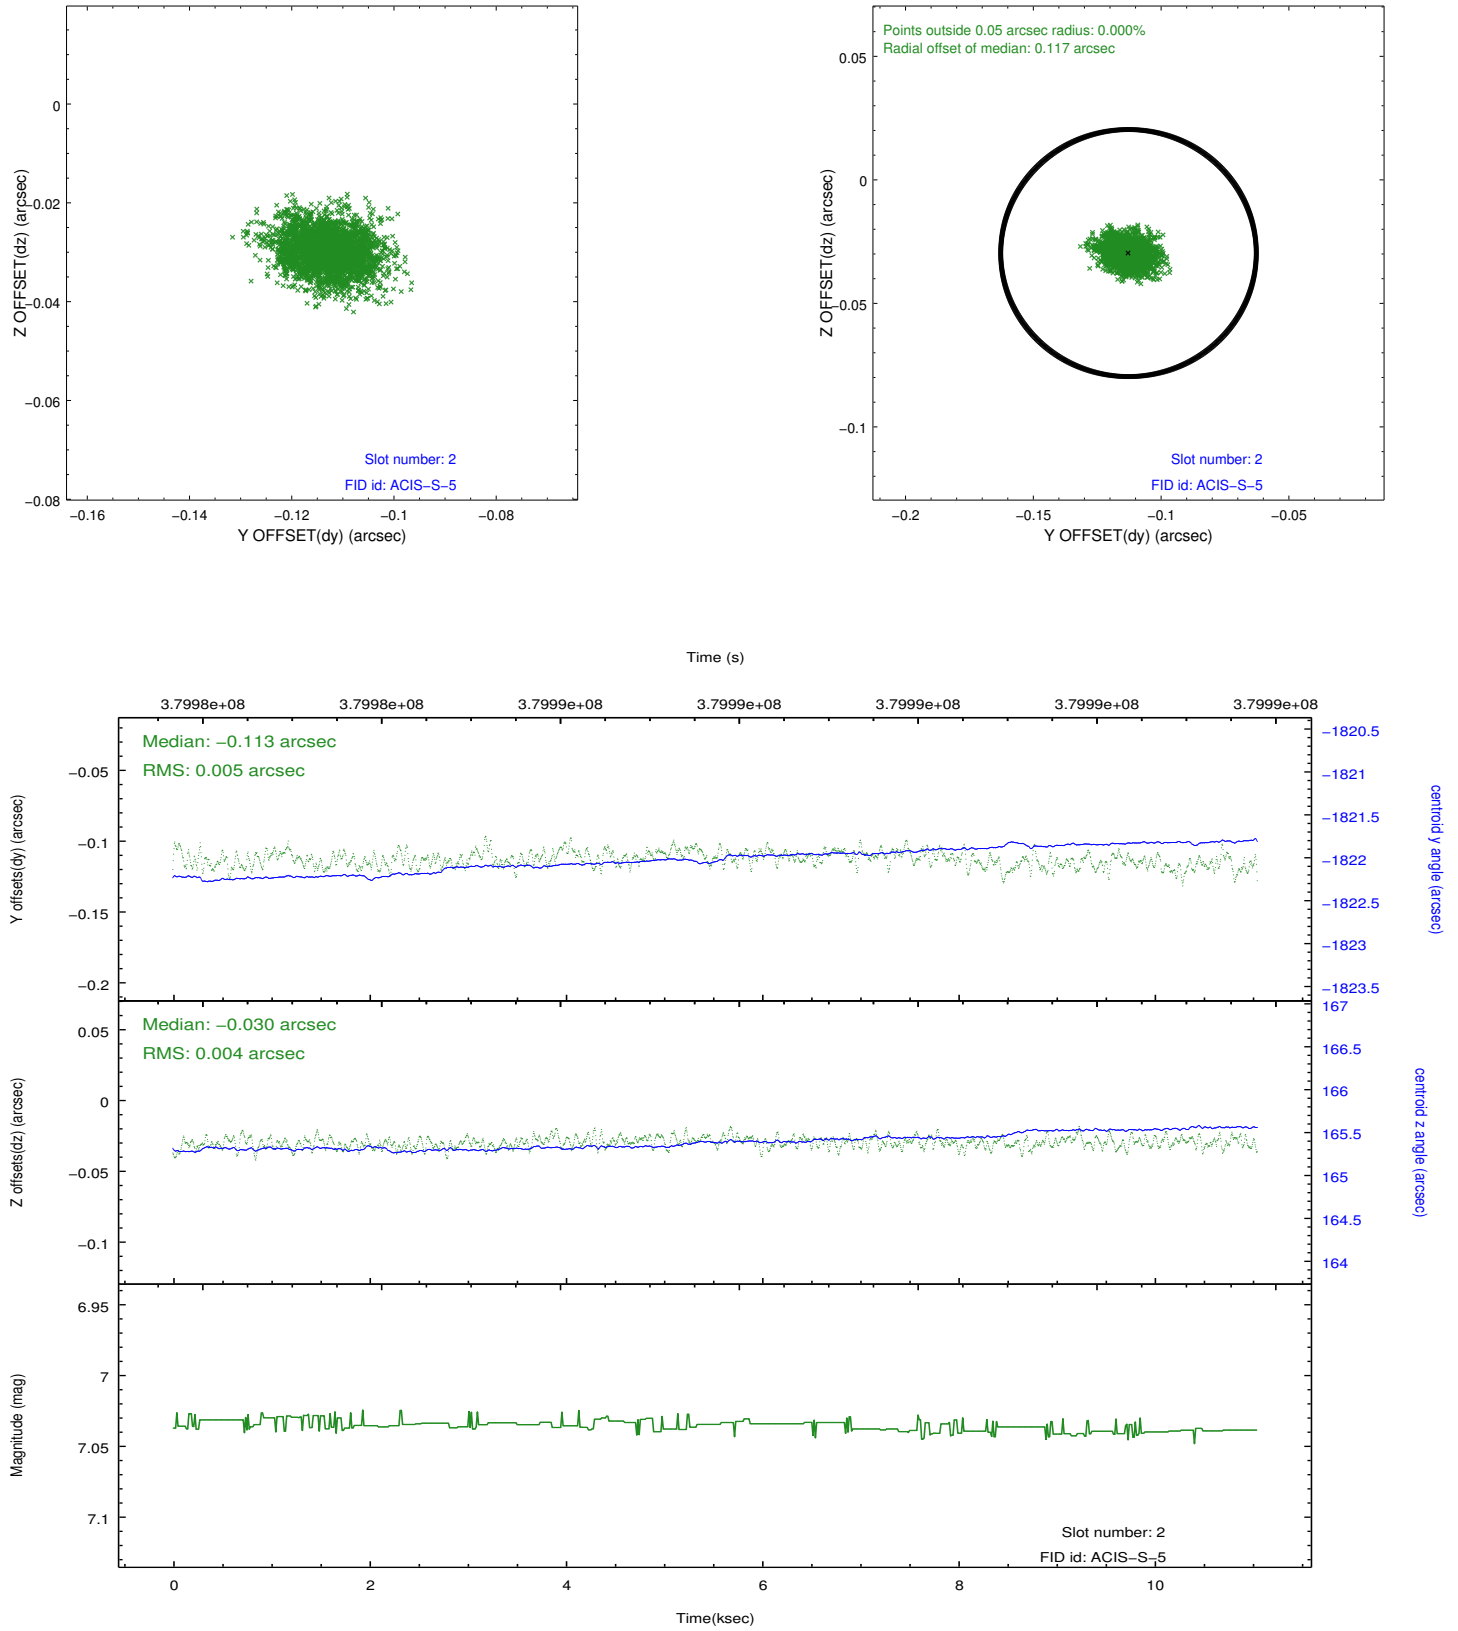 0
−0.02
−0.04
−0.06
−0.08
Z OFFSET(dz) (arcsec)
Slot number: 2
FID id: ACIS−S−5
−0.16
−0.14
−0.12
−0.1
−0.08
Y OFFSET(dy) (arcsec)
Points outside 0.05 arcsec radius: 0.000%
Radial offset of median: 0.117 arcsec
0.05
0
−0.05
−0.1
Z OFFSET(dz) (arcsec)
Slot number: 2
FID id: ACIS−S−5
−0.2
−0.15
−0.1
−0.05
Y OFFSET(dy) (arcsec)
Time (s)
3.7998e+08
3.7998e+08
3.7999e+08
3.7999e+08
3.7999e+08
3.7999e+08
3.7999e+08
Median: −0.113 arcsec
RMS: 0.005 arcsec
−0.05
−0.1
−0.15
−0.2
Y offsets(dy) (arcsec)
−1820.5
−1821
−1821.5
−1822
−1822.5
−1823
−1823.5
centroid y angle (arcsec)
Median: −0.030 arcsec
RMS: 0.004 arcsec
0.05
0
−0.05
−0.1
Z offsets(dz) (arcsec)
167
166.5
166
165.5
165
164.5
164
centroid z angle (arcsec)
6.95
7
7.05
7.1
Magnitude (mag)
Slot number: 2
FID id: ACIS−S−5
0
2
4
6
8
10
Time(ksec)